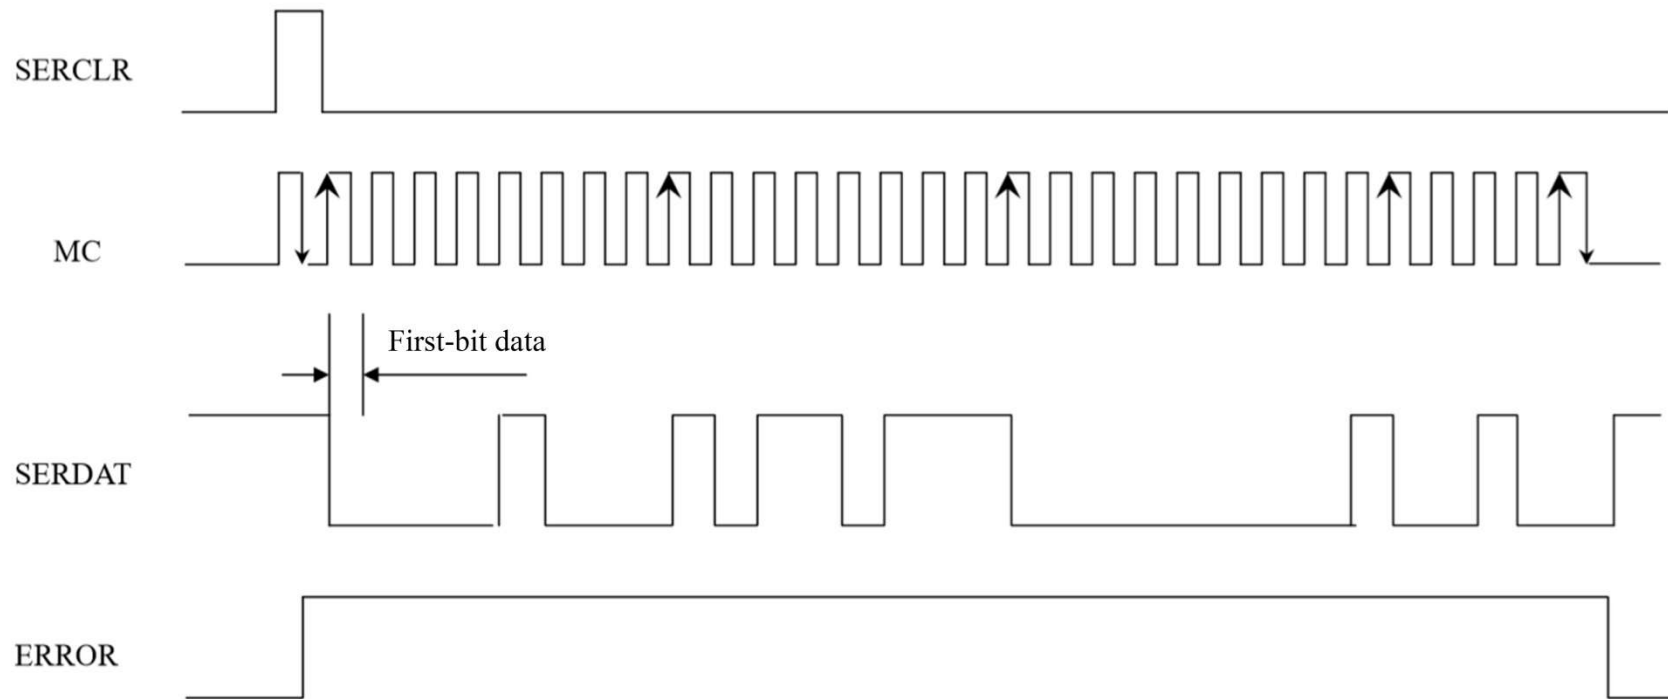 SERCLR
MC
First-bit data
SERDAT
ERROR